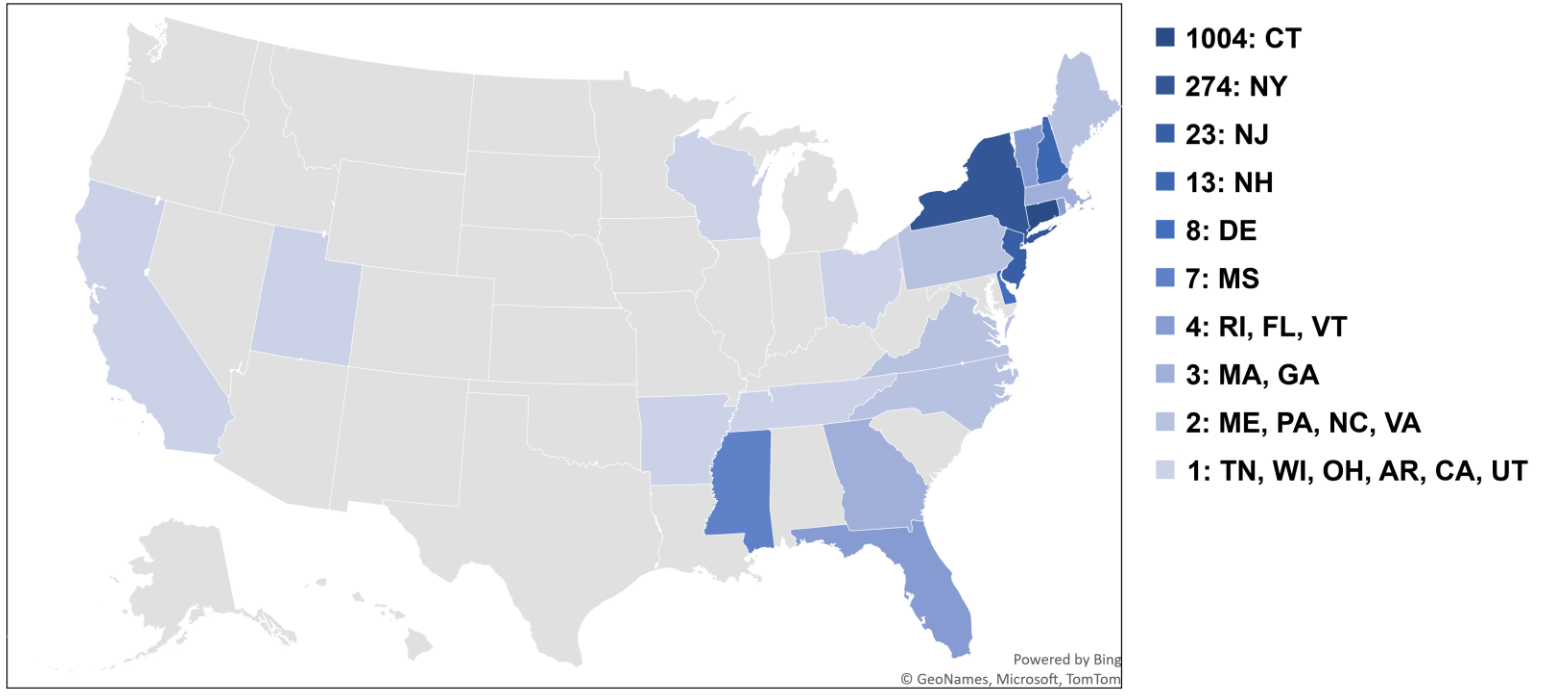 1004: CT
274: NY
23: NJ
13: NH
8: DE
7: MS
4: RI, FL, VT
3: MA, GA
2: ME, PA, NC, VA
1: TN, WI, OH, AR, CA, UT
Powered by Bing
© GeoNames, Microsoft, TomTom